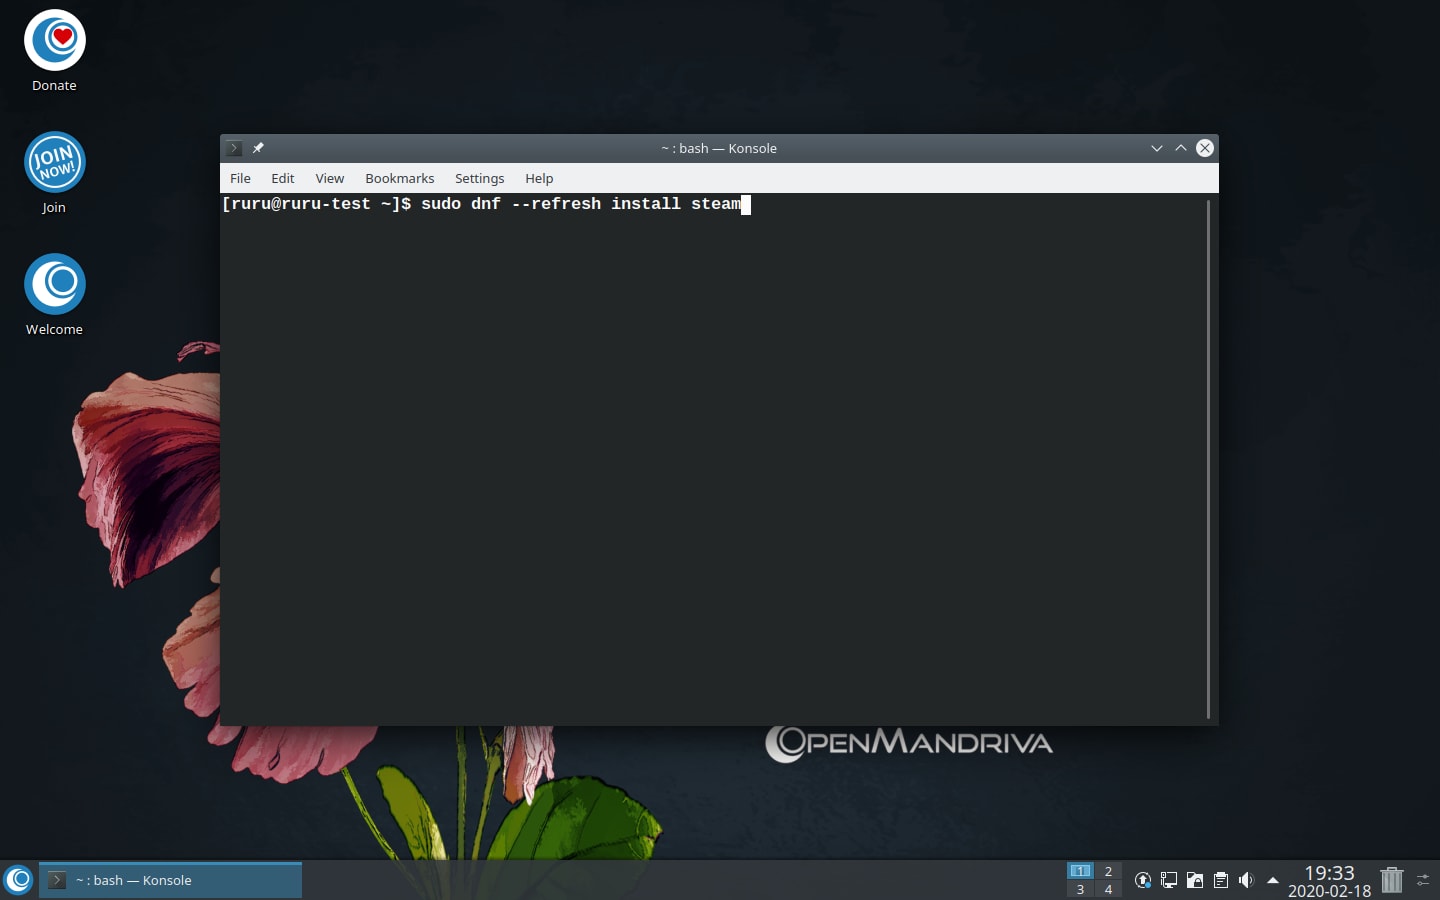 Donate
JOIN
NOW!
Join
Welcome
~ : bash — Konsole
File Edit View Bookmarks Settings Help
[ruru@ruru-test ~]$ sudo dnf --refresh install steam
OPENMANDRIVA
~ : bash — Konsole
1 2
3 4
19:33
2020-02-18